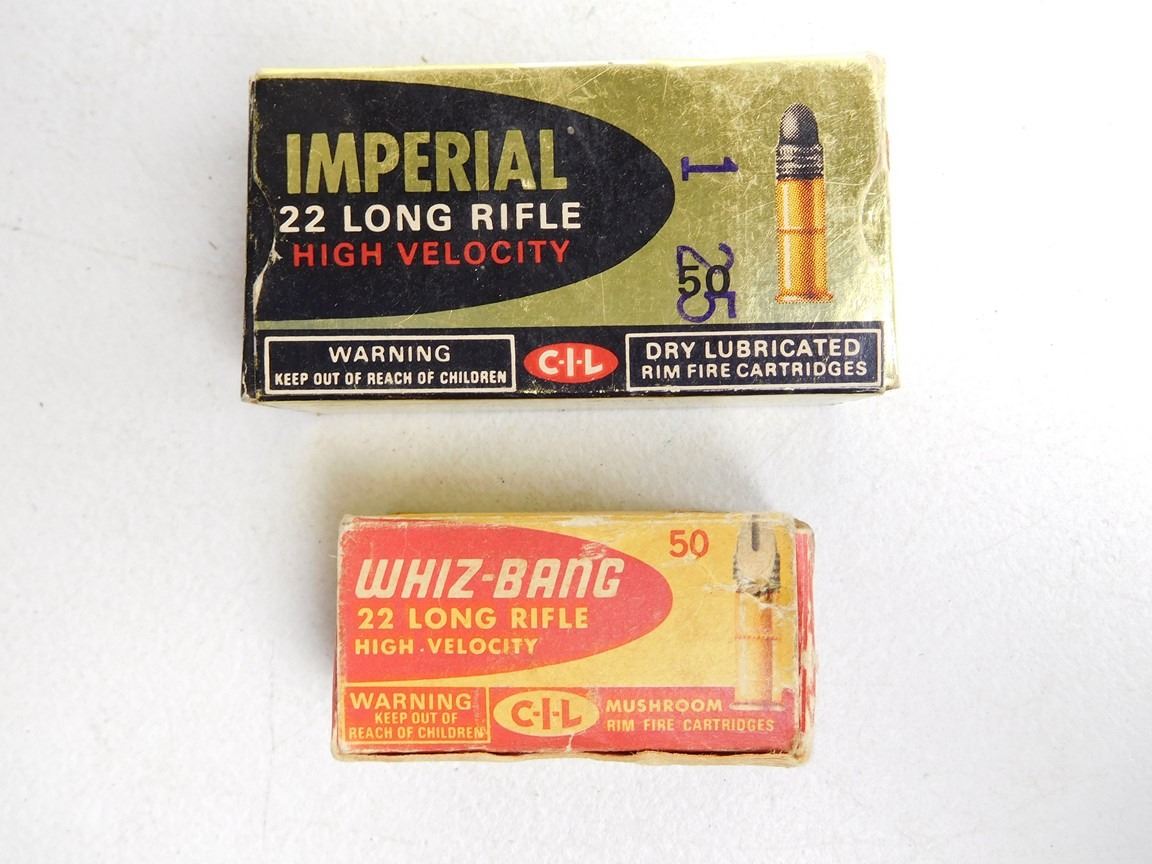 IMPERIAL
22 LONG RIFLE
HIGH VELOCITY
1 25
50
WARNING
KEEP OUT OF REACH OF CHILDREN
C-I-L
DRY LUBRICATED
RIM FIRE CARTRIDGES
WHIZ-BANG
22 LONG RIFLE
HIGH VELOCITY
50
WARNING
KEEP OUT OF
REACH OF CHILDREN
C-I-L
MUSHROOM
RIM FIRE CARTRIDGES